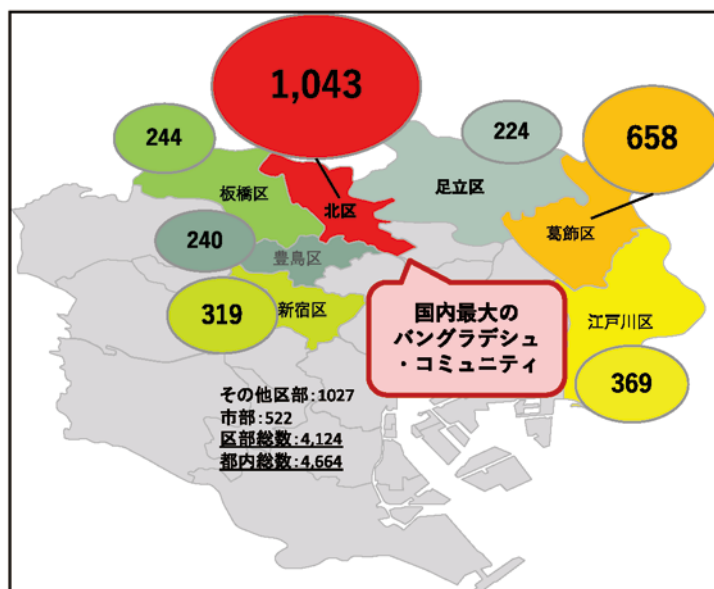 1,043
244
224
658
板橋区
北区
足立区
葛飾区
240
豊島区
319
新宿区
国内最大の
バングラデシュ
・コミュニティ
江戸川区
369
その他区部:1027
市部:522
区部総数:4,124
都内総数:4,664